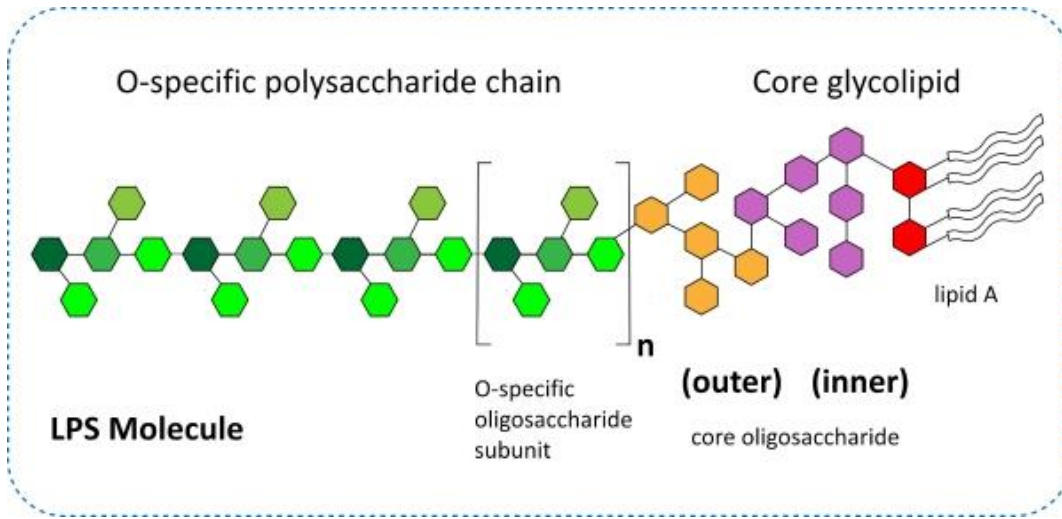 O-specific polysaccharide chain
Core glycolipid
lipid A
n
(outer) (inner)
core oligosaccharide
O-specific
oligosaccharide
subunit
LPS Molecule